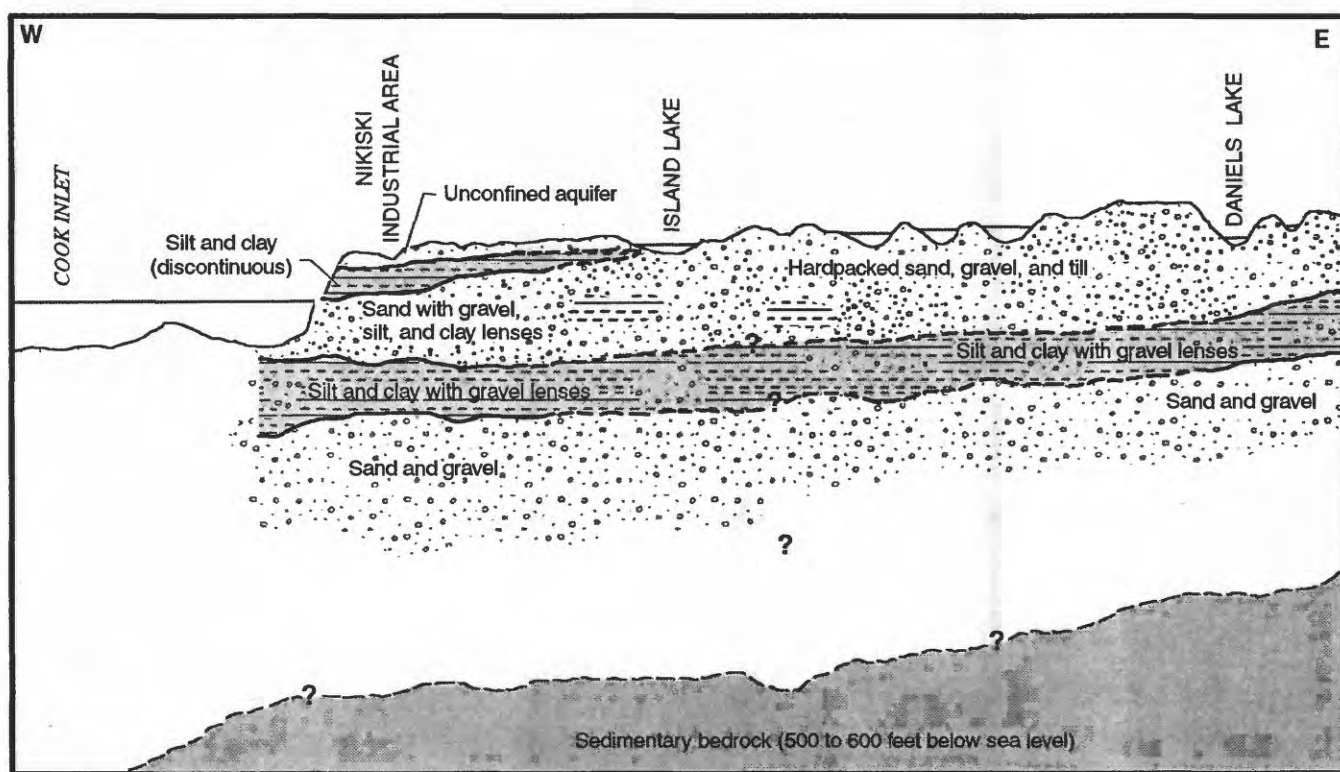 W
E
COOK INLET
NIKISKI
INDUSTRIAL AREA
ISLAND LAKE
DANIELS LAKE
Unconfined aquifer
Silt and clay
(discontinuous)
Hardpacked sand, gravel, and till
Sand with gravel,
silt, and clay lenses
?
Silt and clay with gravel lenses
Silt and clay with gravel lenses
?
Sand and gravel
Sand and gravel
?
?
?
Sedimentary bedrock (500 to 600 feet below sea level)